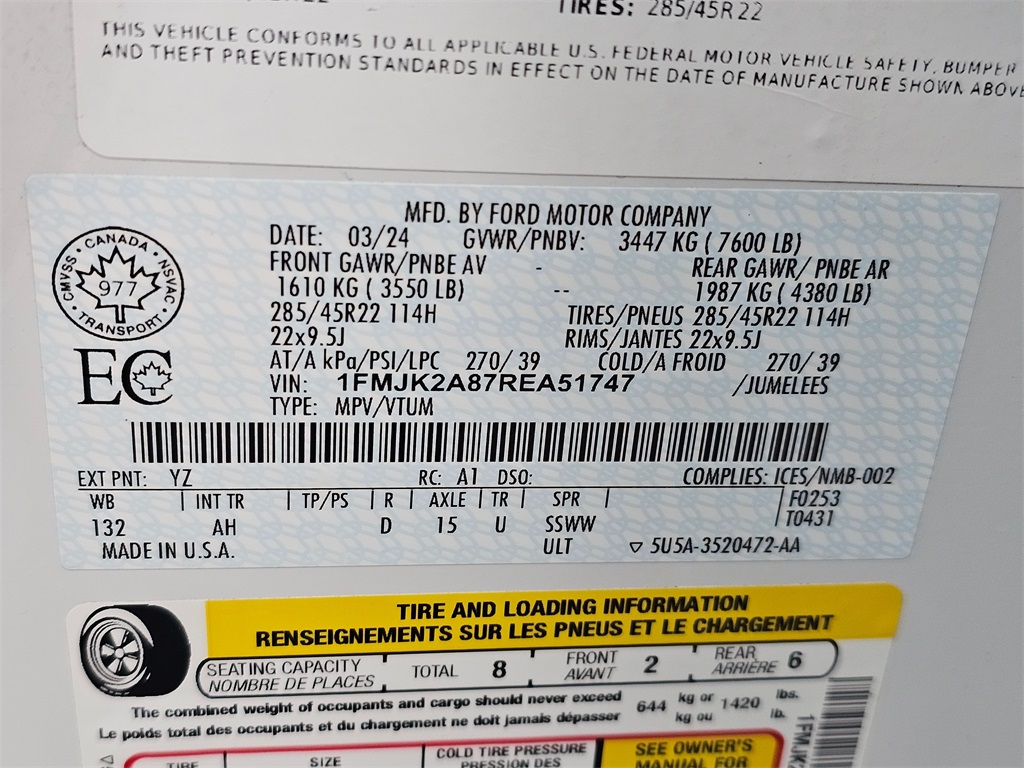 TIRES: 285/45R22
THIS VEHICLE CONFORMS TO ALL APPLICABLE U.S. FEDERAL MOTOR VEHICLE SAFETY, BUMPER
AND THEFT PREVENTION STANDARDS IN EFFECT ON THE DATE OF MANUFACTURE SHOWN ABOVE
MFD. BY FORD MOTOR COMPANY
DATE: 03/24 GVWR/PNBV: 3447 KG ( 7600 LB)
FRONT GAWR/PNBE AV - REAR GAWR/ PNBE AR
1610 KG ( 3550 LB) -- 1987 KG ( 4380 LB)
285/45R22 114H TIRES/PNEUS 285/45R22 114H
22x9.5J RIMS/JANTES 22x9.5J
AT/A kPa/PSI/LPC 270/ 39 COLD/A FROID 270/ 39
VIN: 1FMJK2A87REA51747 /JUMELEES
TYPE: MPV/VTUM
CANADA
CMVSS 977 NSVAC
TRANSPORT
EC
EXT PNT: YZ RC: A1 DSO: COMPLIES: ICES/NMB-002
WB | INT TR | TP/PS | R | AXLE | TR | SPR | F0253
132 AH D 15 U SSWW T0431
MADE IN U.S.A. ULT ▽ 5U5A-3520472-AA
TIRE AND LOADING INFORMATION
RENSEIGNEMENTS SUR LES PNEUS ET LE CHARGEMENT
SEATING CAPACITY TOTAL 8 FRONT 2 REAR 6
NOMBRE DE PLACES AVANT ARRIÈRE
The combined weight of occupants and cargo should never exceed 644 kg or 1420 lbs.
Le poids total des occupants et du chargement ne doit jamais dépasser kg ou lb.
TIRE SIZE COLD TIRE PRESSURE SEE OWNER'S
PRESSION DES MANUAL FOR
1FMJK2